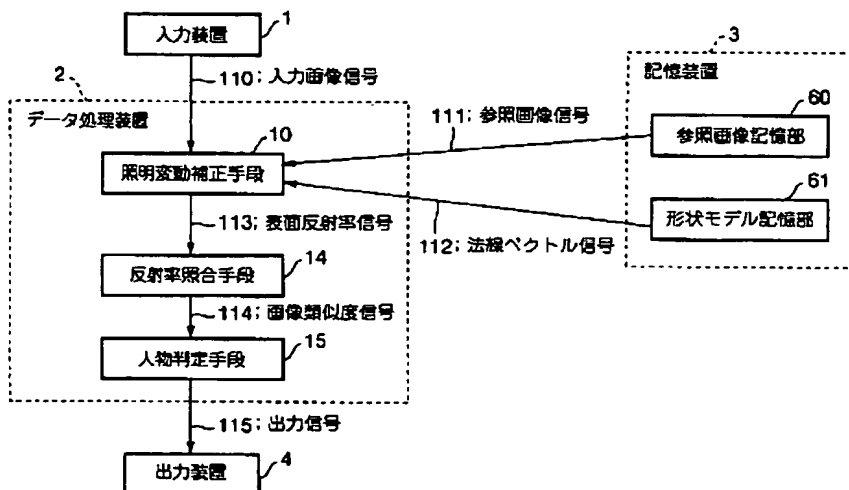 1
入力装置
110；入力画像信号
2
データ処理装置
10
照明変動補正手段
113；表面反射率信号
14
反射率照合手段
114；画像類似度信号
15
人物判定手段
115；出力信号
4
出力装置
3
記憶装置
60
参照画像記憶部
61
形状モデル記憶部
111；参照画像信号
112；法線ベクトル信号